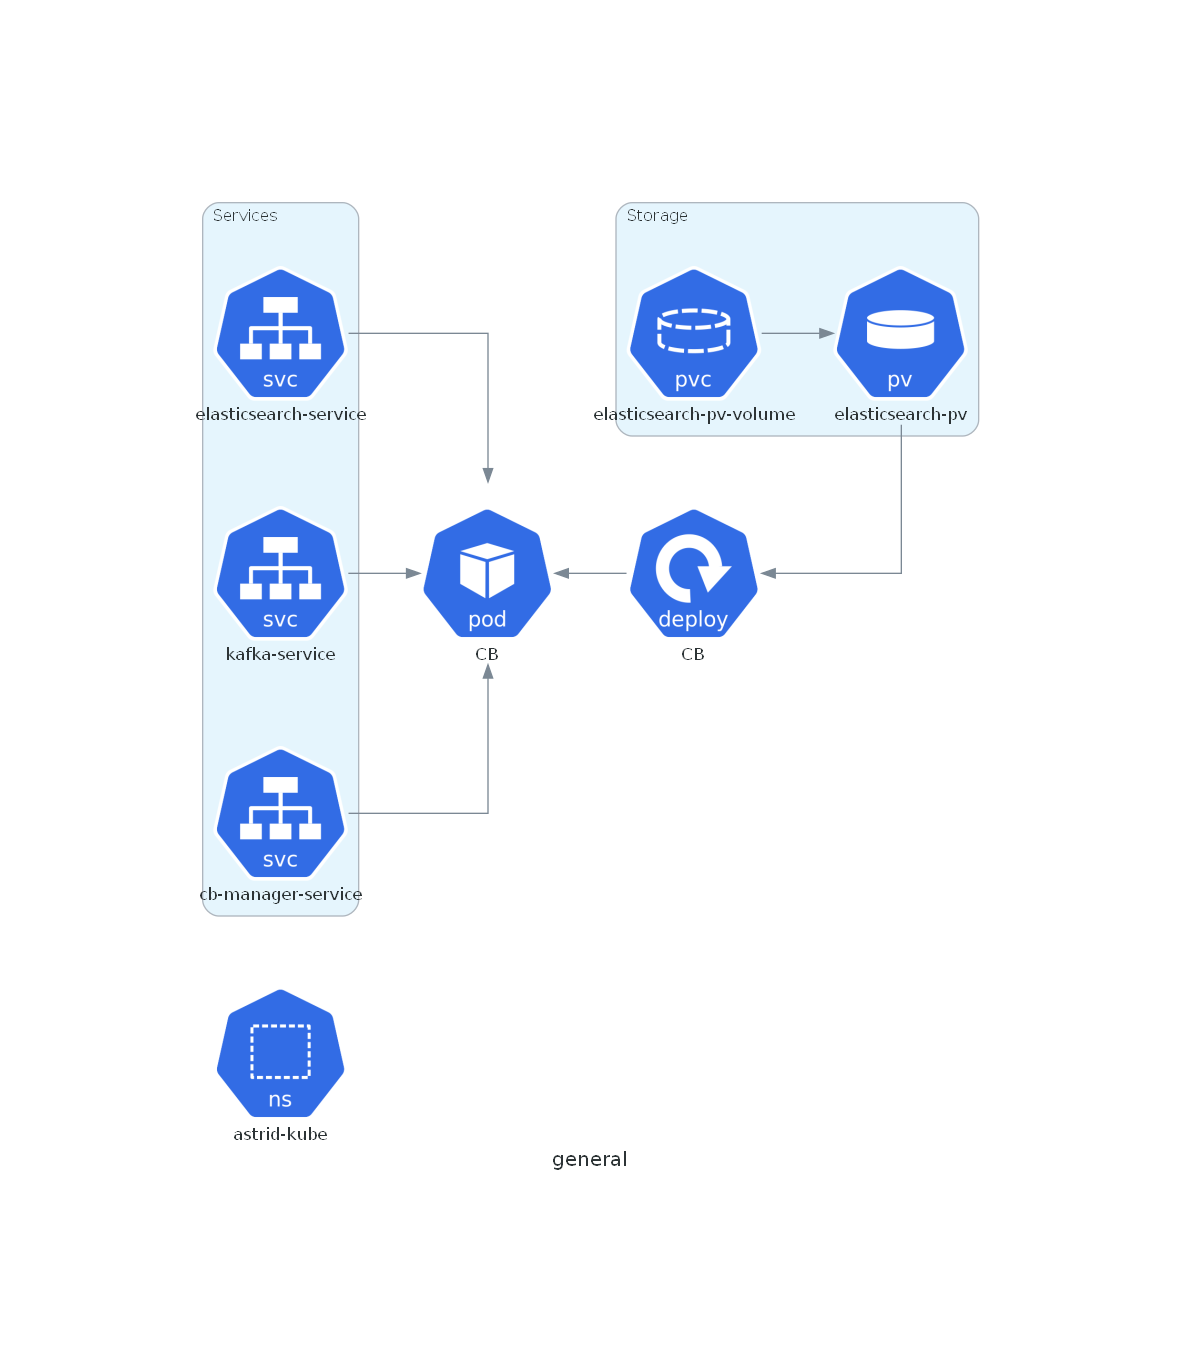 Services
svc
elasticsearch-service
svc
kafka-service
svc
cb-manager-service
Storage
pvc
elasticsearch-pv-volume
pv
elasticsearch-pv
pod
CB
deploy
CB
ns
astrid-kube
general